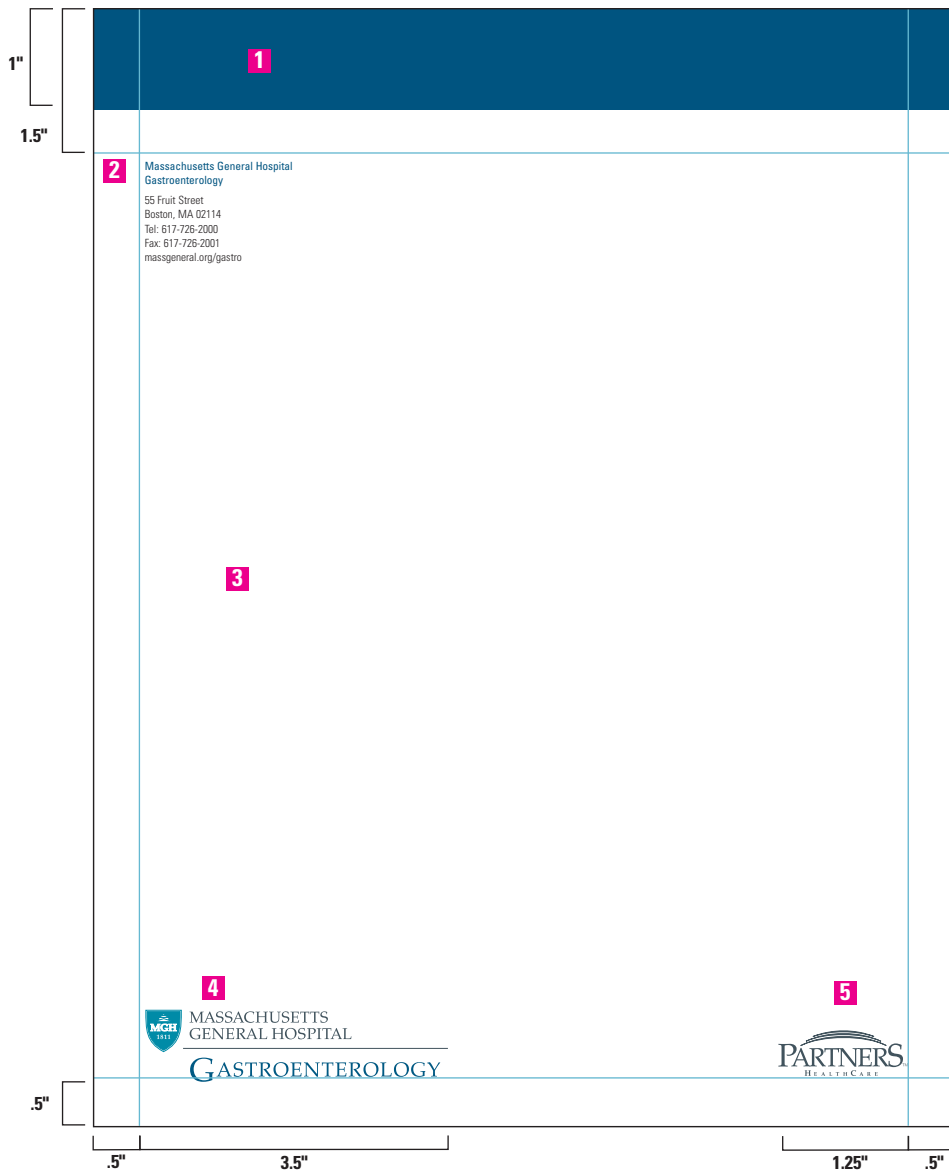 1"
1
1.5"
2
Massachusetts General Hospital
Gastroenterology
55 Fruit Street
Boston, MA 02114
Tel: 617-726-2000
Fax: 617-726-2001
massgeneral.org/gastro
3
4
5
MGH
1811
MASSACHUSETTS
GENERAL HOSPITAL
GASTROENTEROLOGY
PARTNERS
HEALTHCARE
.5"
.5"
3.5"
1.25"
.5"